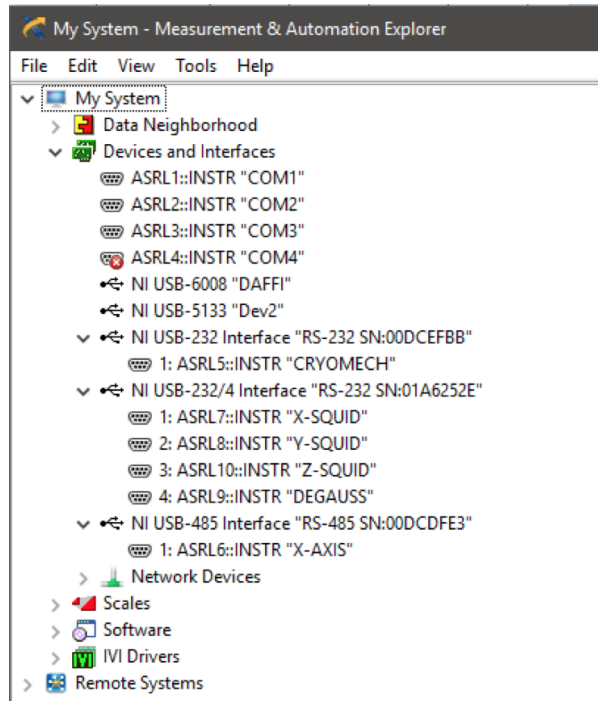 My System - Measurement & Automation Explorer
File Edit View Tools Help
My System
Data Neighborhood
Devices and Interfaces
ASRL1::INSTR "COM1"
ASRL2::INSTR "COM2"
ASRL3::INSTR "COM3"
ASRL4::INSTR "COM4"
NI USB-6008 "DAFFI"
NI USB-5133 "Dev2"
NI USB-232 Interface "RS-232 SN:00DCEFBB"
1: ASRL5::INSTR "CRYOMECH"
NI USB-232/4 Interface "RS-232 SN:01A6252E"
1: ASRL7::INSTR "X-SQUID"
2: ASRL8::INSTR "Y-SQUID"
3: ASRL10::INSTR "Z-SQUID"
4: ASRL9::INSTR "DEGAUSS"
NI USB-485 Interface "RS-485 SN:00DCDFE3"
1: ASRL6::INSTR "X-AXIS"
Network Devices
Scales
Software
IVI Drivers
Remote Systems